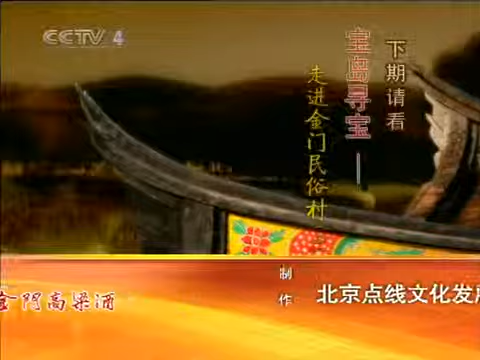 CCTV 4
下期请看
宝岛寻宝——
走进金门民俗村
金门高粱酒
制作
北京点线文化发